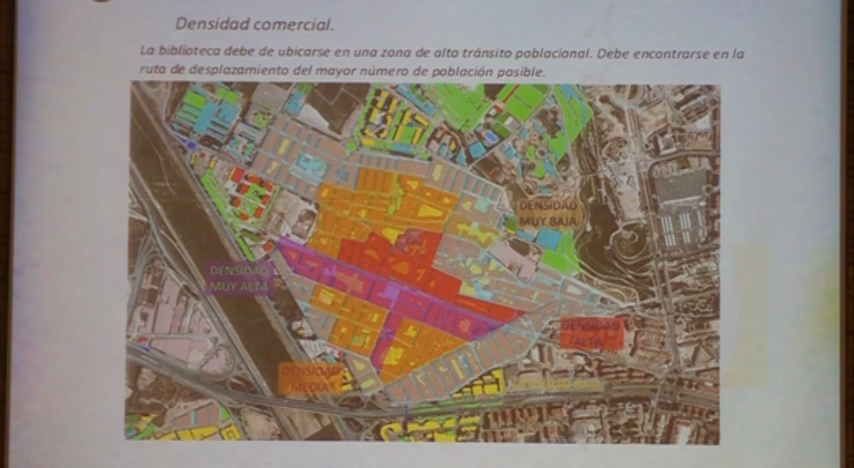 Densidad comercial.
La biblioteca debe de ubicarse en una zona de alto tránsito poblacional. Debe encontrarse en la
ruta de desplazamiento del mayor número de población posible.
DENSIDAD
MUY BAJA
DENSIDAD
MUY ALTA
DENSIDAD
ALTA
DENSIDAD
MEDIA